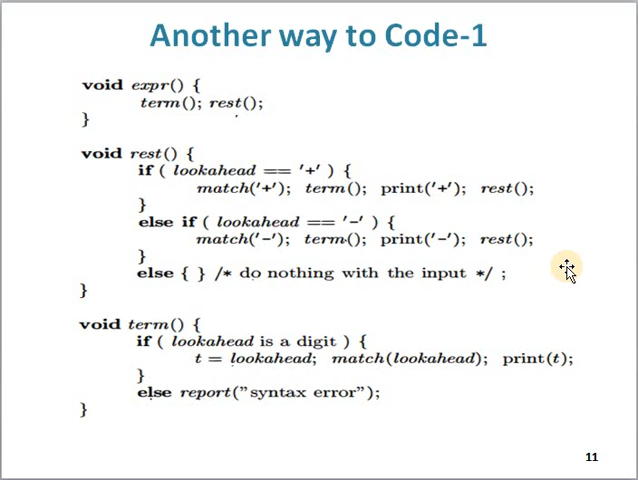 Another way to Code-1
void expr() {
term(); rest();
}
void rest() {
if ( lookahead == '+' ) {
match('+'); term(); print('+'); rest();
}
else if ( lookahead == '−' ) {
match('−'); term(); print('−'); rest();
}
else { } /* do nothing with the input */ ;
}
void term() {
if ( lookahead is a digit ) {
t = lookahead; match(lookahead); print(t);
}
else report("syntax error");
}
11